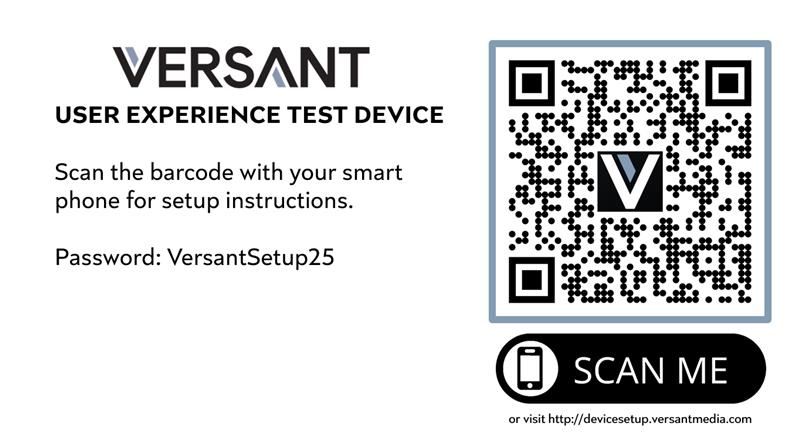 VERSANT
USER EXPERIENCE TEST DEVICE
Scan the barcode with your smart
phone for setup instructions.
Password: VersantSetup25
V
SCAN ME
or visit http://devicesetup.versantmedia.com